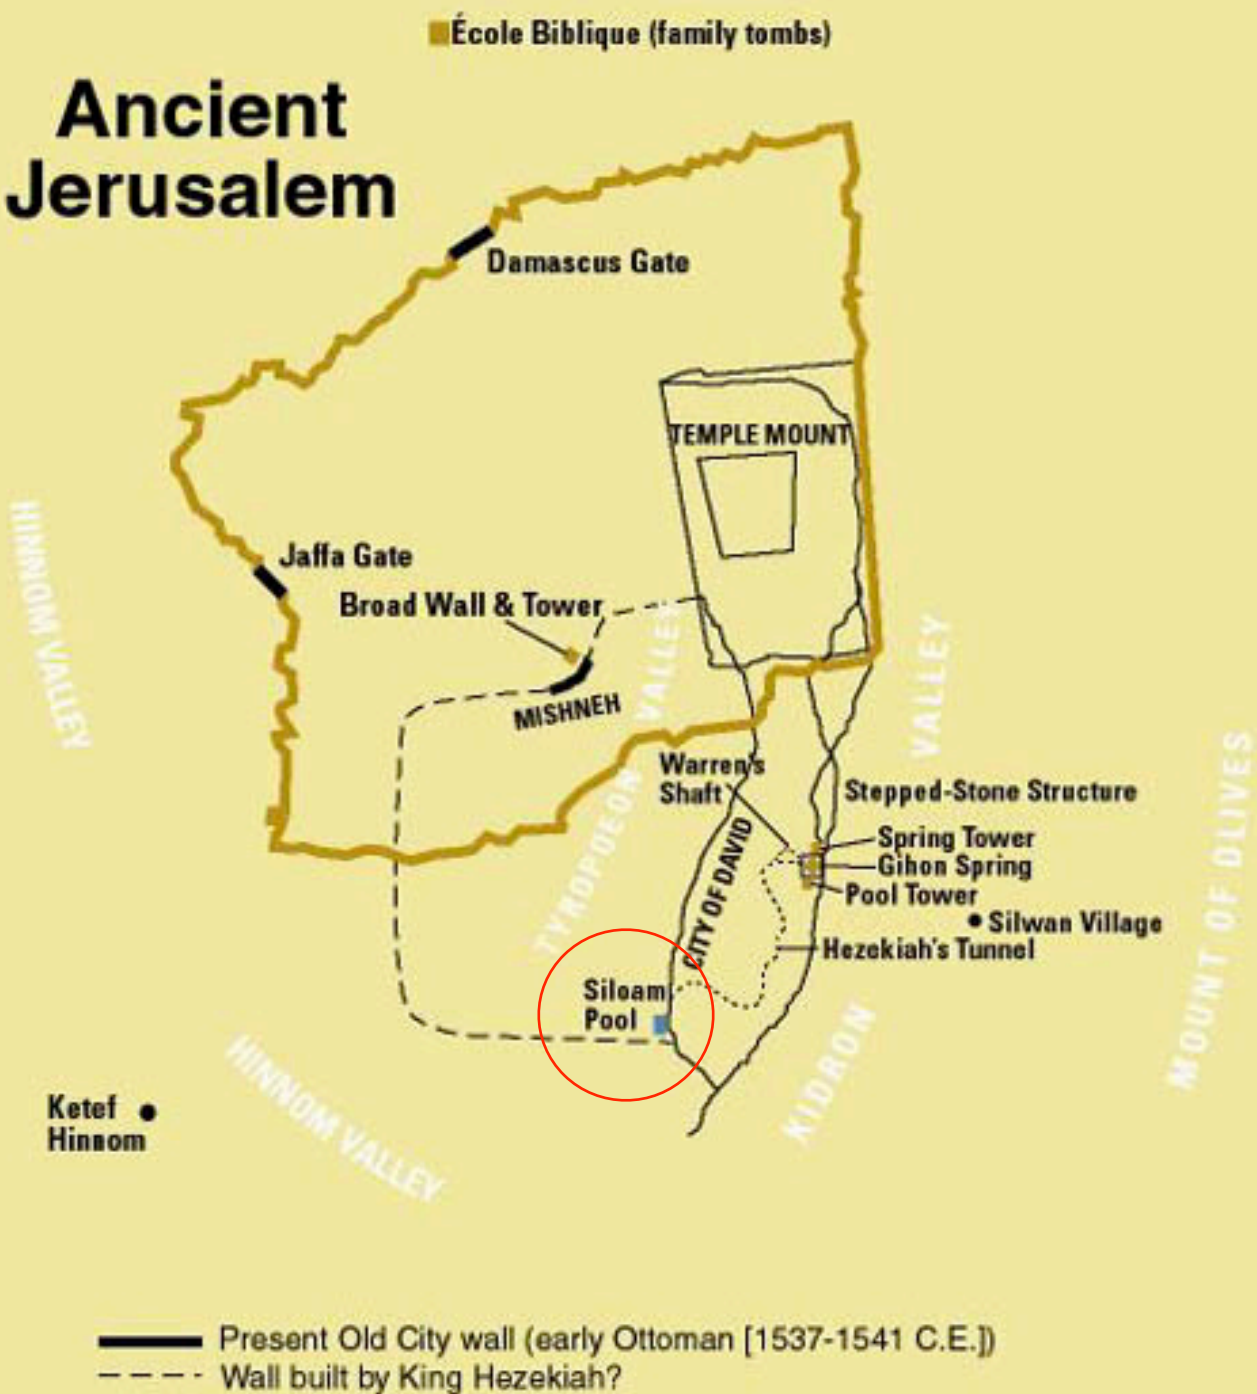 École Biblique (family tombs)
Ancient
Jerusalem
Damascus Gate
TEMPLE MOUNT
HINNOM VALLEY
Jaffa Gate
Broad Wall & Tower
MISHNEH
TYROPOEON VALLEY
VALLEY
Warren's
Shaft
Stepped-Stone Structure
CITY OF DAVID
Spring Tower
Gihon Spring
Pool Tower
Silwan Village
Hezekiah's Tunnel
MOUNT OF OLIVES
Siloam
Pool
KIDRON
HINNOM VALLEY
Ketef
Hinnom
Present Old City wall (early Ottoman [1537-1541 C.E.])
Wall built by King Hezekiah?